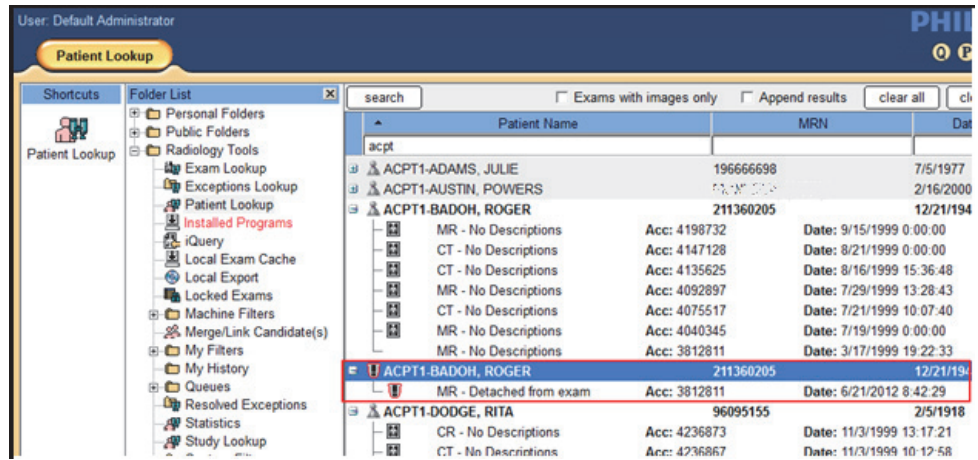 User: Default Administrator
PHI
Patient Lookup
Q P
Shortcuts
Patient Lookup
Folder List
Personal Folders
Public Folders
Radiology Tools
Exam Lookup
Exceptions Lookup
Patient Lookup
Installed Programs
iQuery
Local Exam Cache
Local Export
Locked Exams
Machine Filters
Merge/Link Candidate(s)
My Filters
My History
Queues
Resolved Exceptions
Statistics
Study Lookup
search Exams with images only Append results clear all cl
Patient Name MRN Dat
acpt
ACPT1-ADAMS, JULIE 196666698 7/5/1977
ACPT1-AUSTIN, POWERS 2/16/2000
ACPT1-BADOH, ROGER 211360205 12/21/194
MR - No Descriptions Acc: 4198732 Date: 9/15/1999 0:00:00
CT - No Descriptions Acc: 4147128 Date: 8/21/1999 0:00:00
CT - No Descriptions Acc: 4135625 Date: 8/16/1999 15:36:48
MR - No Descriptions Acc: 4092897 Date: 7/29/1999 13:28:43
CT - No Descriptions Acc: 4075517 Date: 7/21/1999 10:07:40
MR - No Descriptions Acc: 4040345 Date: 7/19/1999 0:00:00
MR - No Descriptions Acc: 3812811 Date: 3/17/1999 19:22:33
ACPT1-BADOH, ROGER 211360205 12/21/194
MR - Detached from exam Acc: 3812811 Date: 6/21/2012 8:42:29
ACPT1-DODGE, RITA 96095155 2/5/1918
CR - No Descriptions Acc: 4236873 Date: 11/3/1999 13:17:21
CT - No Descriptions Acc: 4236867 Date: 11/3/1999 10:12:58